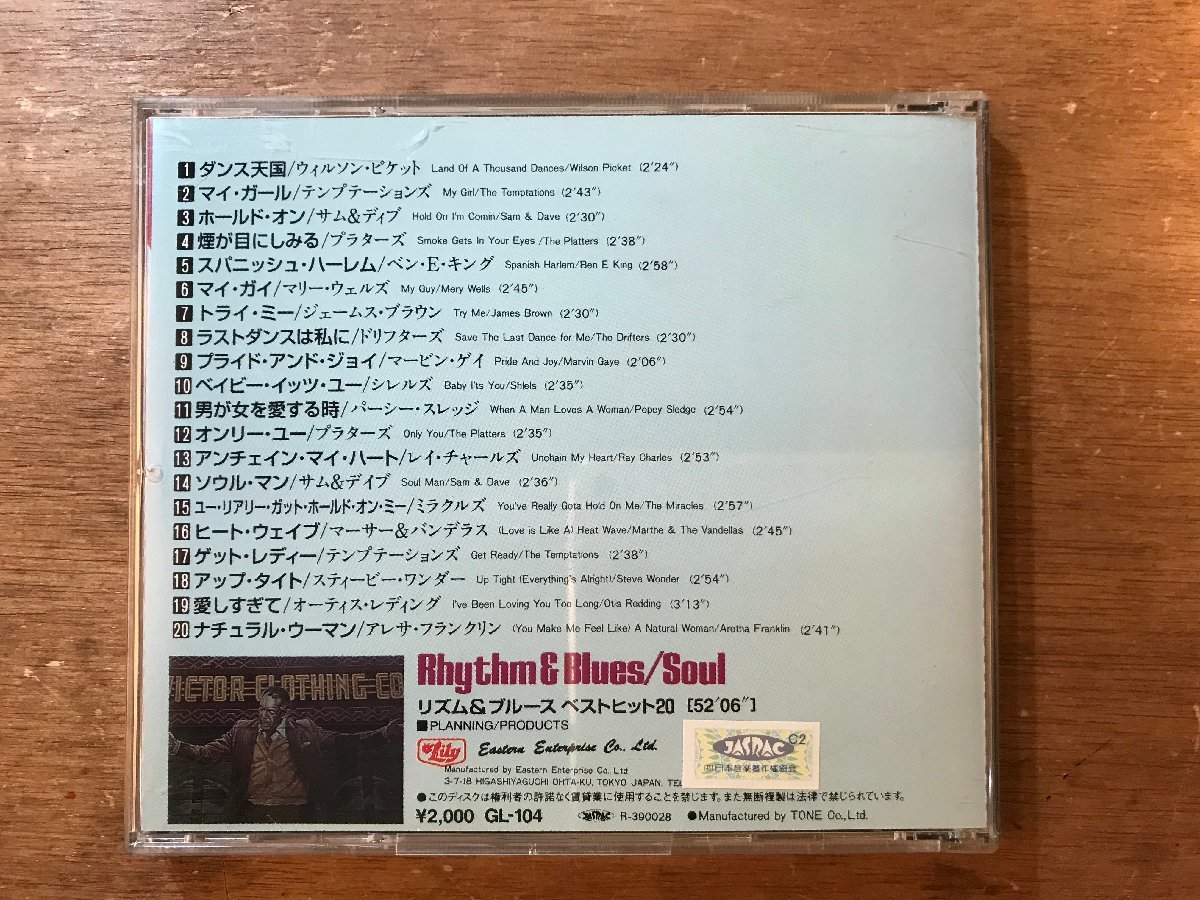 1 ダンス天国/ウィルソン・ピケット Land Of A Thousand Dances/Wilson Picket (2'24")
2 マイ・ガール/テンプテーションズ My Girl/The Temptations (2'43")
3 ホールド・オン/サム&ディブ Hold On I'm Comin/Sam & Dave (2'30")
4 煙が目にしみる/プラターズ Smoke Gets In Your Eyes /The Platters (2'38")
5 スパニッシュ・ハーレム/ベン・E・キング Spanish Harlem/Ben E King (2'58")
6 マイ・ガイ/マリー・ウェルズ My Guy/Mery Wells (2'45")
7 トライ・ミー/ジェームス・ブラウン Try Me/James Brown (2'30")
8 ラストダンスは私に/ドリフターズ Save The Last Dance for Me/The Drifters (2'30")
9 プライド・アンド・ジョイ/マービン・ゲイ Pride And Joy/Marvin Gaye (2'06")
10 ベイビー・イッツ・ユー/シレルズ Baby I'ts You/Shlels (2'35")
11 男が女を愛する時/パーシー・スレッジ When A Man Loves A Woman/Popey Sledge (2'54")
12 オンリー・ユー/プラターズ Only You/The Platters (2'35")
13 アンチェイン・マイ・ハート/レイ・チャールズ Unchain My Heart/Ray Charles (2'53")
14 ソウル・マン/サム&デイブ Soul Man/Sam & Dave (2'36")
15 ユー・リアリー・ガット・ホールド・オン・ミー/ミラクルズ You've Really Gota Hold On Me/The Miracles (2'57")
16 ヒート・ウェイブ/マーサー&バンデラス (Love is Like A) Heat Wave/Marthe & The Vandellas (2'45")
17 ゲット・レディー/テンプテーションズ Get Ready/The Temptations (2'38")
18 アップ・タイト/スティービー・ワンダー Up Tight (Everything's Alright)/Steve Wonder (2'54")
19 愛しすぎて/オーティス・レディング I've Been Loving You Too Long/Otis Redding (3'13")
20 ナチュラル・ウーマン/アレサ・フランクリン (You Make Me Feel Like) A Natural Woman/Aretha Franklin (2'41")
VICTOR CLOTHING CO
Rhythm & Blues/Soul
リズム&ブルース ベストヒット20 [52'06"]
■PLANNING/PRODUCTS
Lily Eastern Enterprise Co., Ltd.
Manufactured by Eastern Enterprise Co., Ltd
3-7-18 HIGASHIYAGUCHI OHTA-KU, TOKYO JAPAN.
JASRAC C2
日本音楽著作権協会
●このディスクは権利者の許諾なく賃貸業に使用することを禁じます。また無断複製は法律で禁じられています。
¥2,000 GL-104 JASRAC R-390028 ●Manufactured by TONE Co., Ltd.